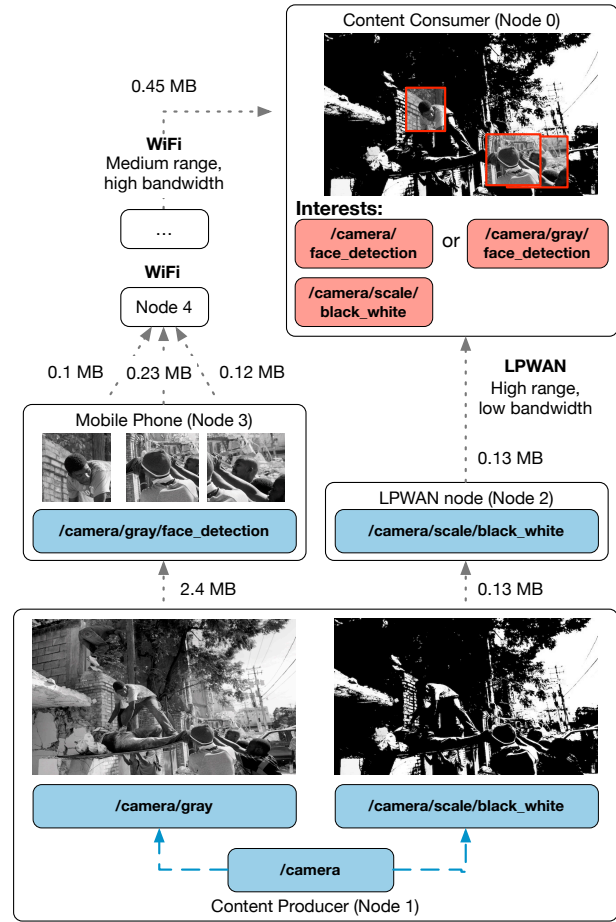 Content Consumer (Node 0)
0.45 MB
WiFi
Medium range,
high bandwidth
...
Interests:
/camera/
face_detection
or
/camera/gray/
face_detection
/camera/scale/
black_white
WiFi
Node 4
0.1 MB
0.23 MB
0.12 MB
LPWAN
High range,
low bandwidth
0.13 MB
Mobile Phone (Node 3)
/camera/gray/face_detection
LPWAN node (Node 2)
/camera/scale/black_white
2.4 MB
0.13 MB
/camera/gray
/camera/scale/black_white
/camera
Content Producer (Node 1)